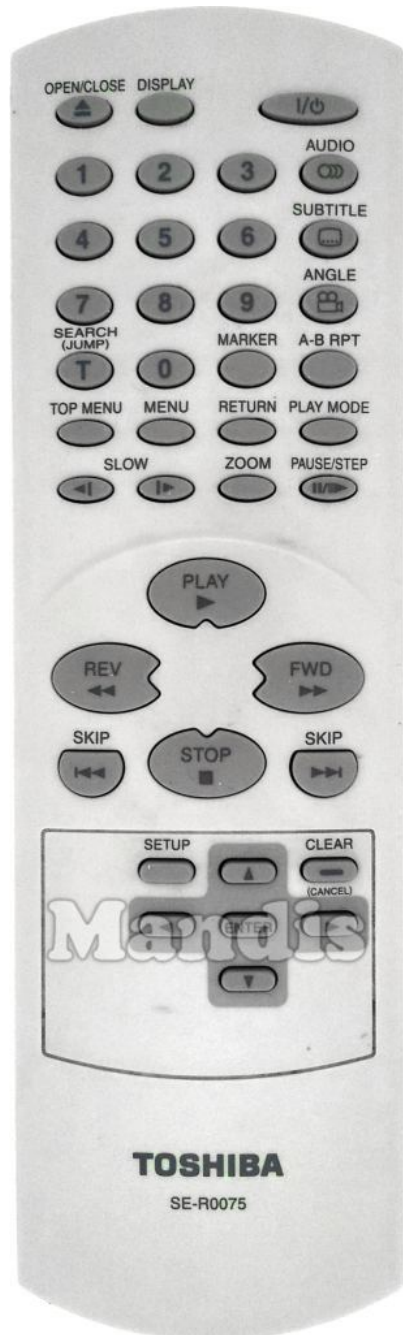 OPEN/CLOSE DISPLAY
I/⏻
AUDIO
1 2 3
SUBTITLE
4 5 6
ANGLE
7 8 9
SEARCH
(JUMP) MARKER A-B RPT
T 0
TOP MENU MENU RETURN PLAY MODE
SLOW ZOOM PAUSE/STEP
PLAY
REV FWD
SKIP STOP SKIP
SETUP CLEAR
(CANCEL)
ENTER
Mandis
TOSHIBA
SE-R0075